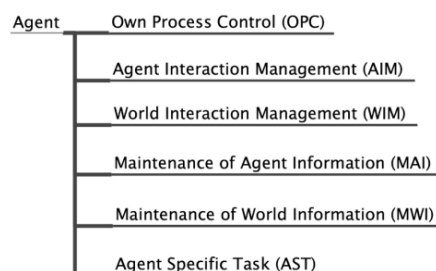 Agent
Own Process Control (OPC)
Agent Interaction Management (AIM)
World Interaction Management (WIM)
Maintenance of Agent Information (MAI)
Maintenance of World Information (MWI)
Agent Specific Task (AST)